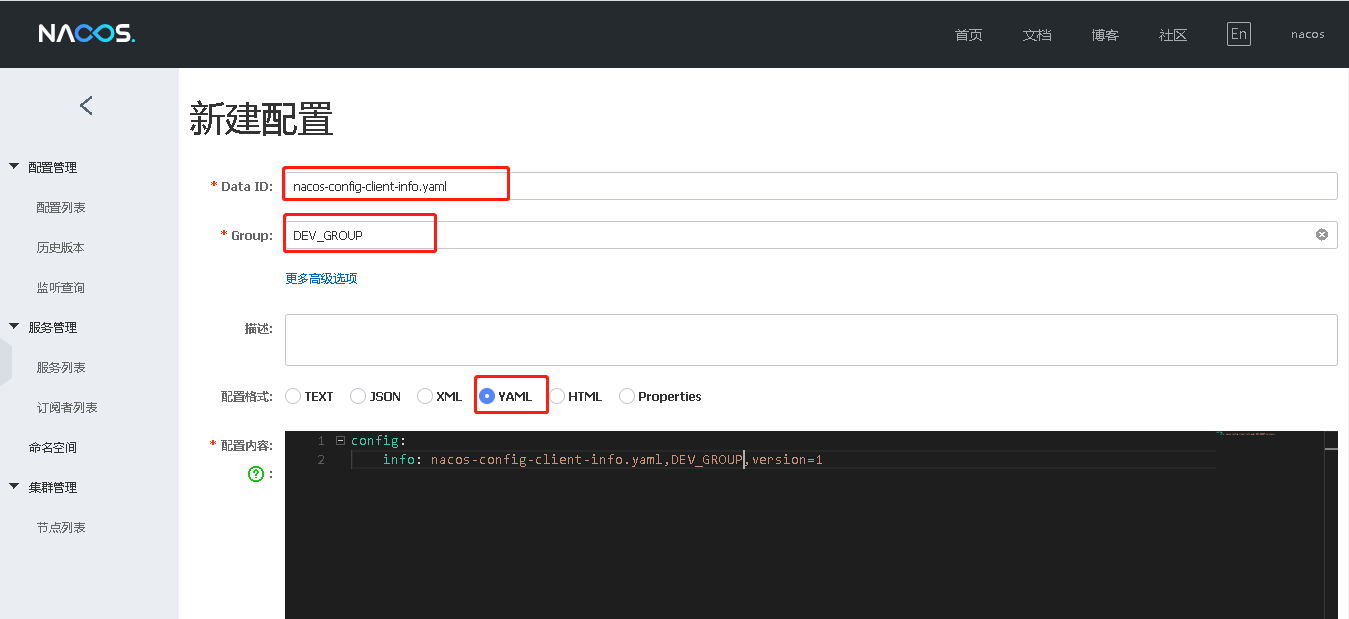 NACOS.
首页 文档 博客 社区 En nacos
新建配置
配置管理
配置列表
历史版本
监听查询
服务管理
服务列表
订阅者列表
命名空间
集群管理
节点列表
* Data ID: nacos-config-client-info.yaml
* Group: DEV_GROUP
更多高级选项
描述:
配置格式: TEXT JSON XML YAML HTML Properties
* 配置内容:
? :
1 config:
2 info: nacos-config-client-info.yaml,DEV_GROUP,version=1